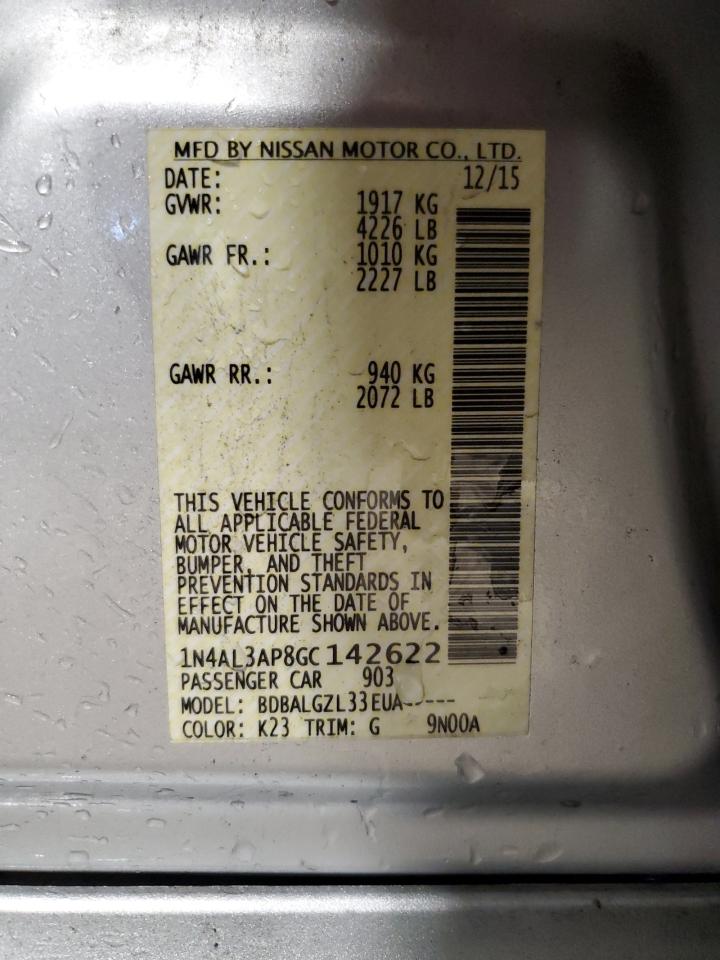 MFD BY NISSAN MOTOR CO., LTD.
DATE: 12/15
GVWR: 1917 KG
4226 LB
GAWR FR.: 1010 KG
2227 LB
GAWR RR.: 940 KG
2072 LB
THIS VEHICLE CONFORMS TO
ALL APPLICABLE FEDERAL
MOTOR VEHICLE SAFETY,
BUMPER, AND THEFT
PREVENTION STANDARDS IN
EFFECT ON THE DATE OF
MANUFACTURE SHOWN ABOVE.
1N4AL3AP8GC142622
PASSENGER CAR 903
MODEL: BDBALGZL33EUA-----
COLOR: K23 TRIM: G 9N00A